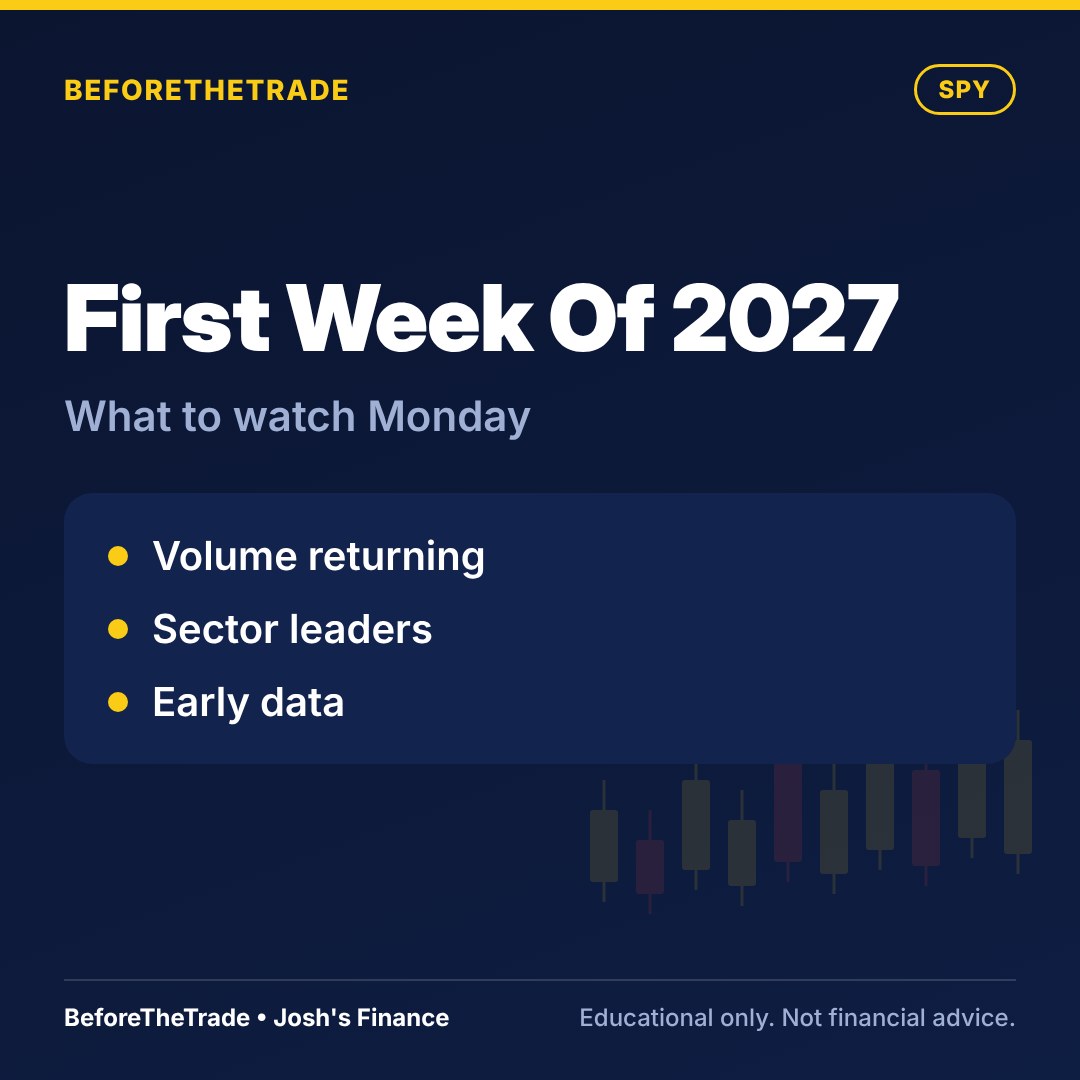 BEFORETHETRADE
SPY
First Week Of 2027
What to watch Monday
Volume returning
Sector leaders
Early data
BeforeTheTrade • Josh's Finance
Educational only. Not financial advice.